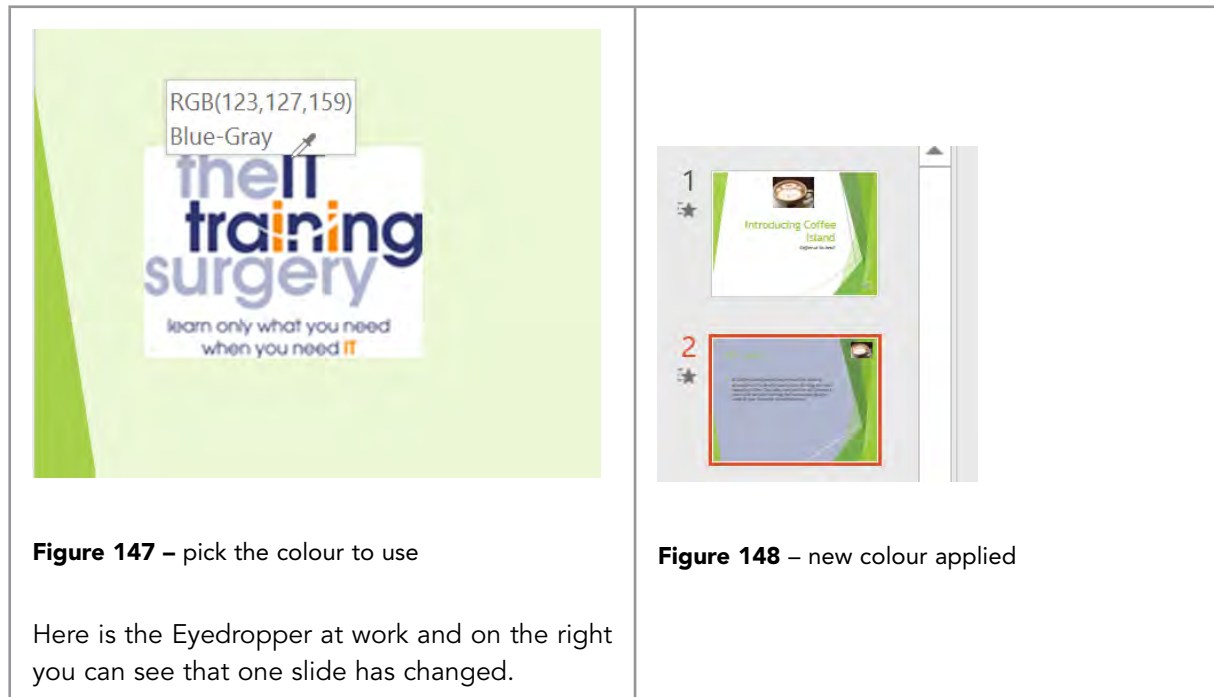 RGB(123,127,159)
Blue-Gray
theIT
training
surgery
learn only what you need
when you need IT
Figure 147 – pick the colour to use
Here is the Eyedropper at work and on the right
you can see that one slide has changed.
1
Introducing Coffee
Island
2
Figure 148 – new colour applied